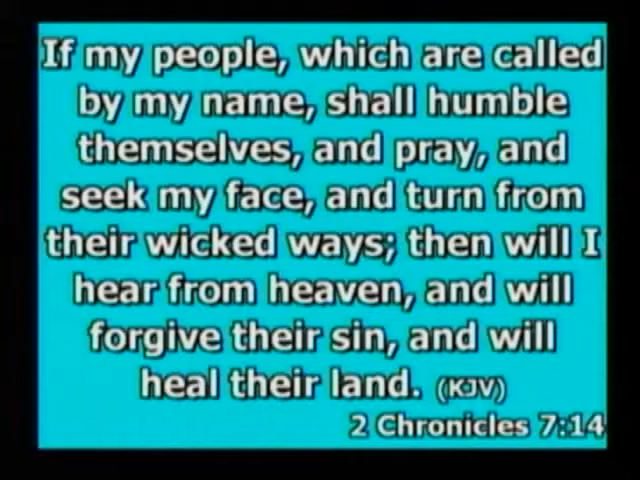 If my people, which are called
by my name, shall humble
themselves, and pray, and
seek my face, and turn from
their wicked ways; then will I
hear from heaven, and will
forgive their sin, and will
heal their land. (KJV)
2 Chronicles 7:14